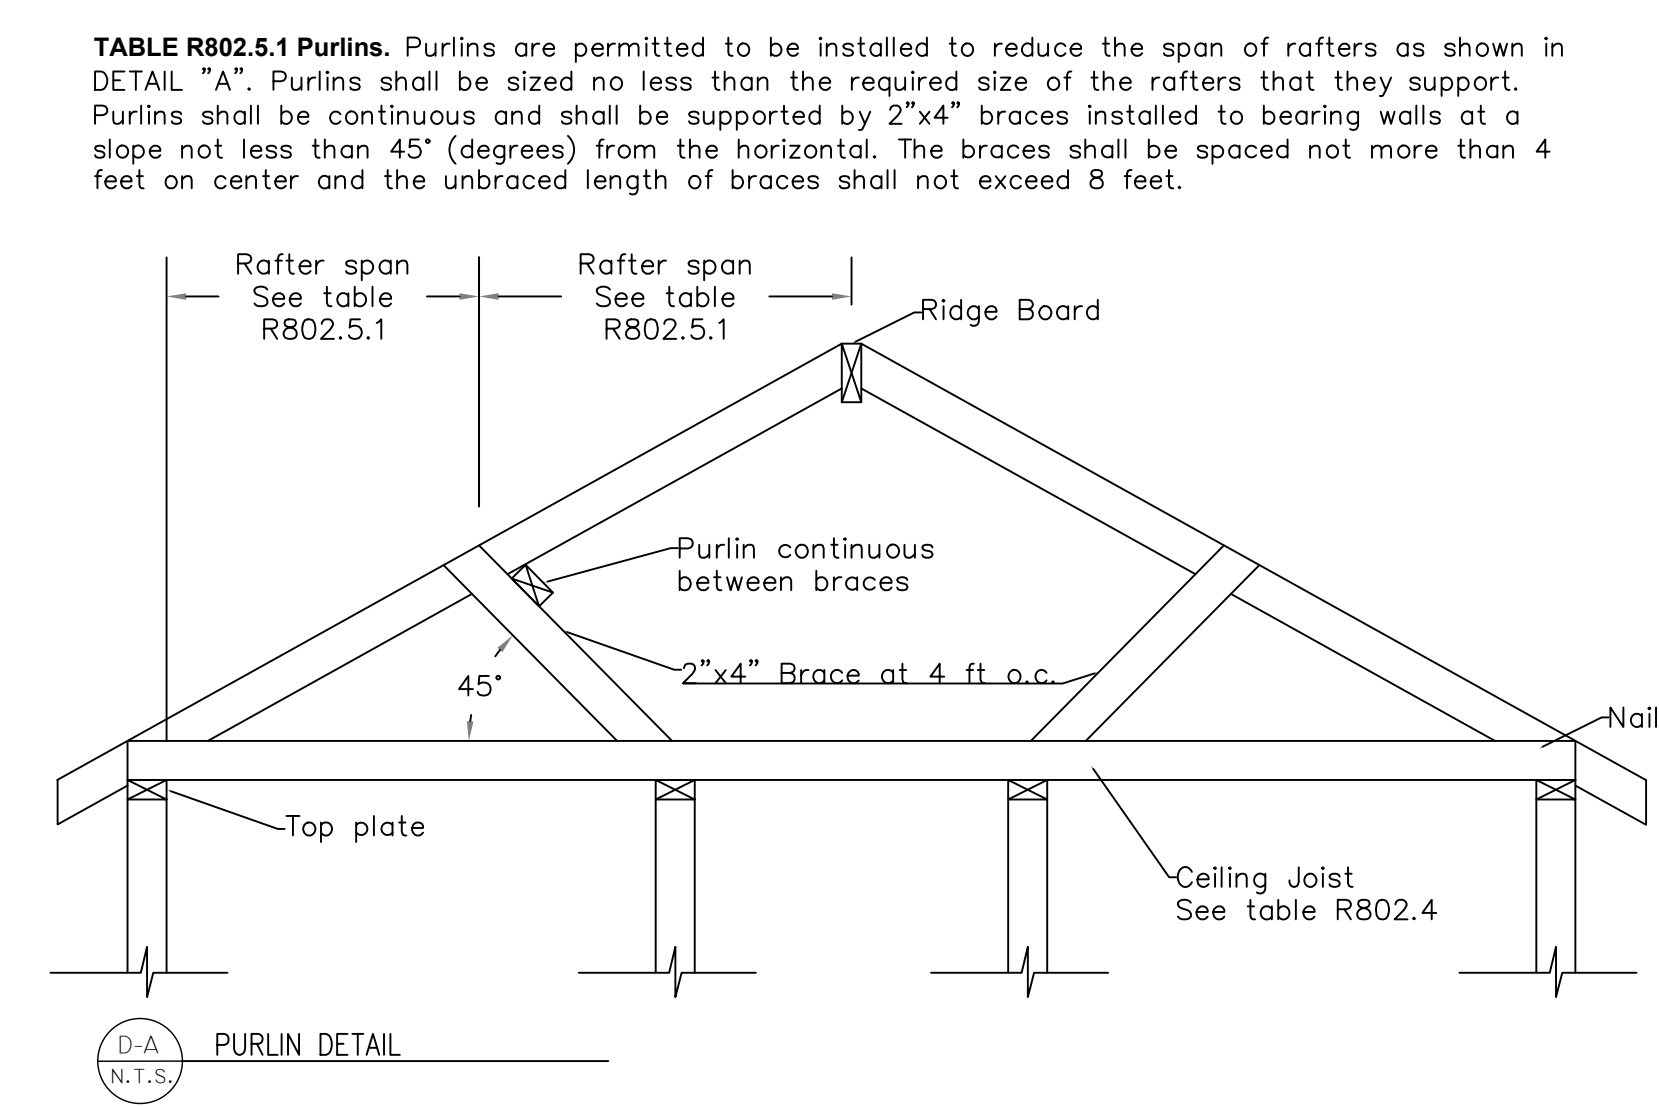 TABLE R802.5.1 Purlins. Purlins are permitted to be installed to reduce the span of rafters as shown in
DETAIL "A". Purlins shall be sized no less than the required size of the rafters that they support.
Purlins shall be continuous and shall be supported by 2"x4" braces installed to bearing walls at a
slope not less than 45° (degrees) from the horizontal. The braces shall be spaced not more than 4
feet on center and the unbraced length of braces shall not exceed 8 feet.
Rafter span
See table
R802.5.1
Rafter span
See table
R802.5.1
Ridge Board
Purlin continuous
between braces
2"x4" Brace at 4 ft o.c.
45°
Nail
Top plate
Ceiling Joist
See table R802.4
D-A
N.T.S.
PURLIN DETAIL